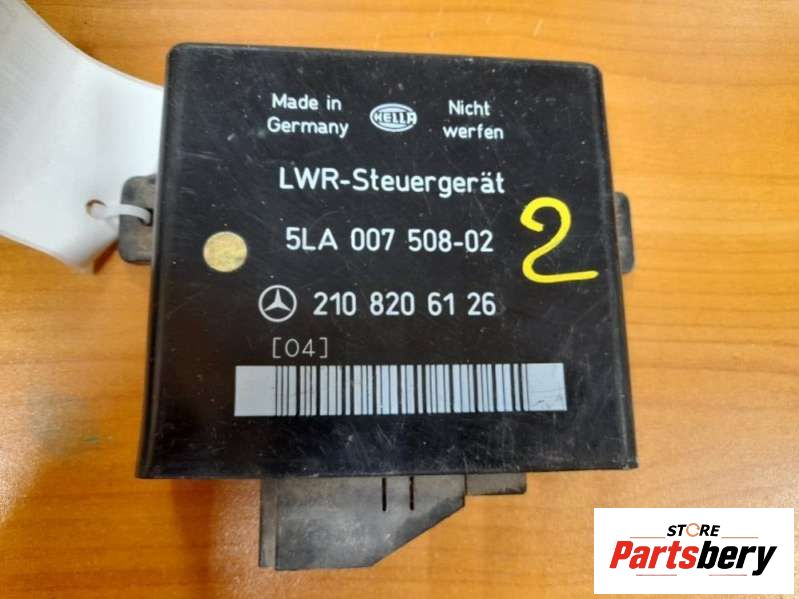 Made in
Germany
HELLA
Nicht
werfen
LWR-Steuergerät
5LA 007 508-02
2
210 820 61 26
[04]
STORE
Partsbery